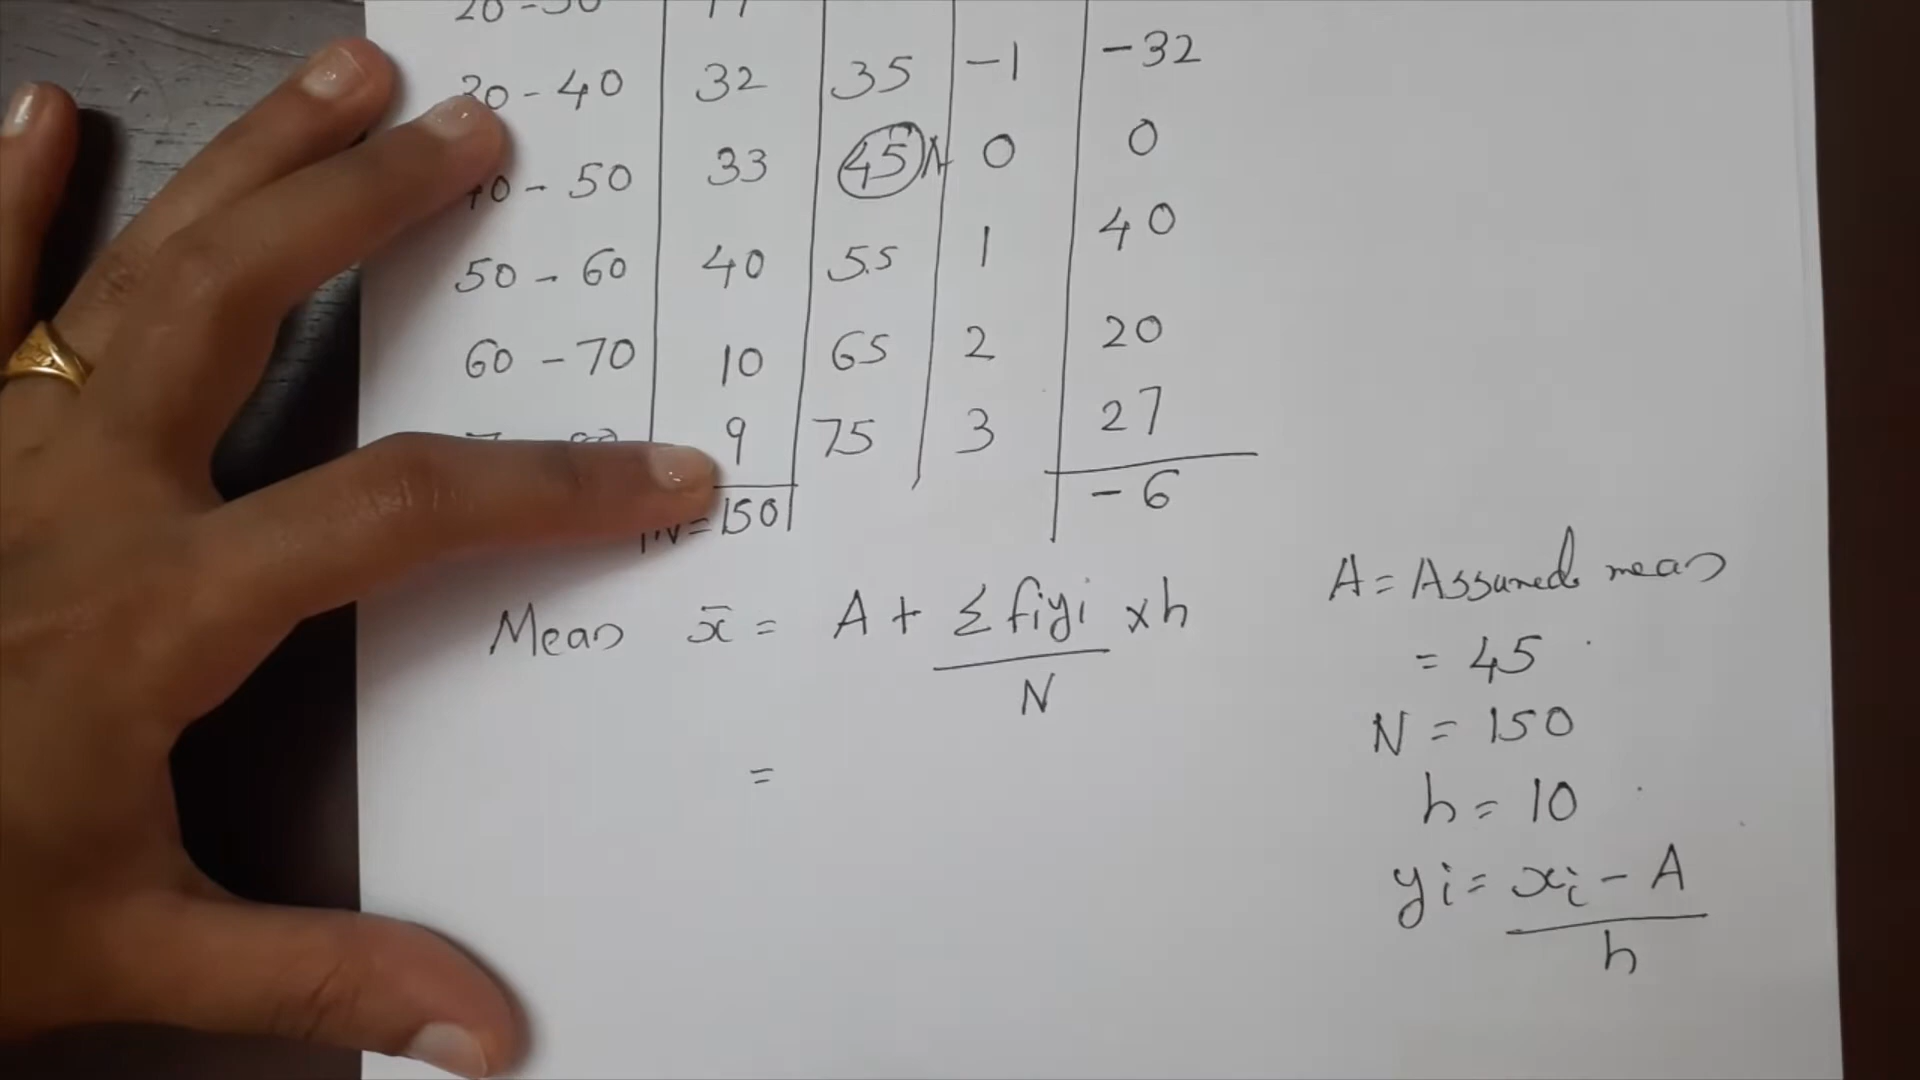 30-40 32 35 -1 -32
40-50 33 45 A 0 0
50-60 40 55 1 40
60-70 10 65 2 20
9 75 3 27
N=150 -6
Mean x̄ = A + Σfiyi/N × h
=
A = Assumed mean
= 45
N = 150
h = 10
yi = xi - A/h